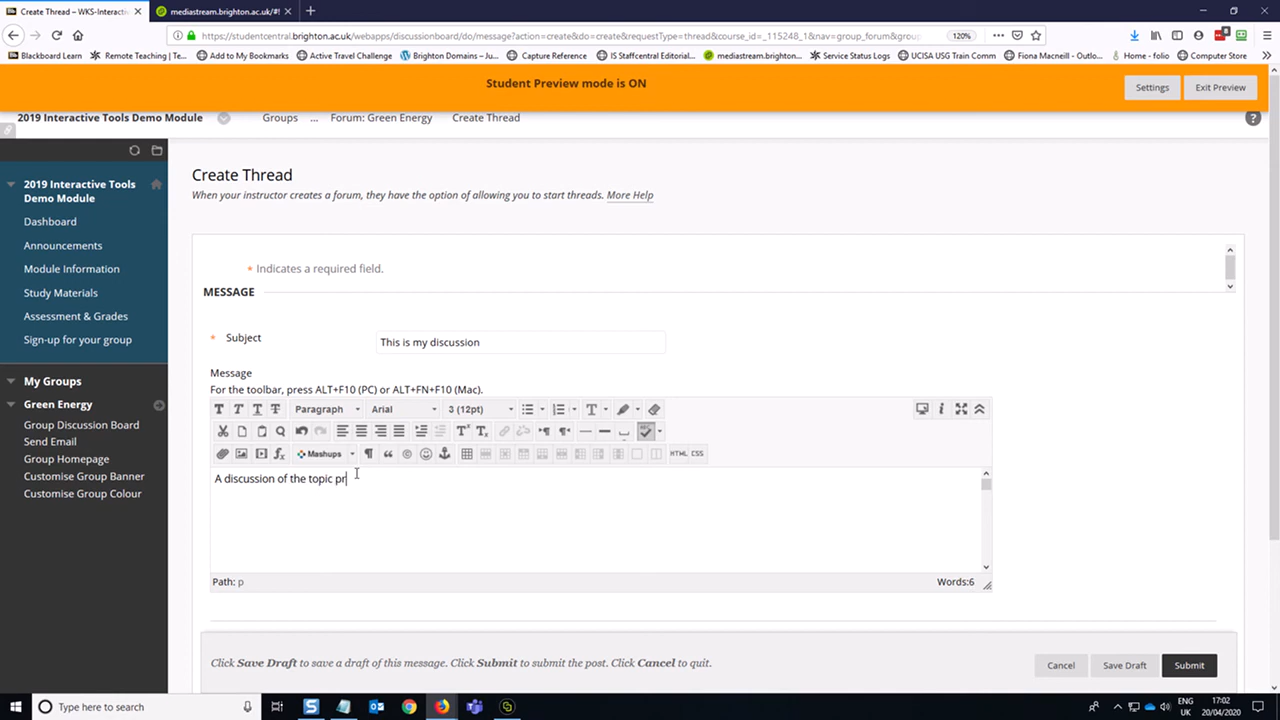 Create Thread – WKS-Interacti
mediastream.brighton.ac.uk/#!
https://studentcentral.brighton.ac.uk/webapps/discussionboard/do/message?action=create&do=create&requestType=thread&course_id=_115248_1&nav=group_forum&group
120%
Blackboard Learn
Remote Teaching | Te...
Add to My Bookmarks
Active Travel Challenge
Brighton Domains – Ju...
Capture Reference
IS Staffcentral Editorial...
mediastream.brighton...
Service Status Logs
UCISA USG Train Comm
Fiona Macneill - Outlo...
Home - folio
Computer Store
Student Preview mode is ON
Settings
Exit Preview
2019 Interactive Tools Demo Module
Groups
...
Forum: Green Energy
Create Thread
?
2019 Interactive Tools
Demo Module
Dashboard
Announcements
Module Information
Study Materials
Assessment & Grades
Sign-up for your group
My Groups
Green Energy
Group Discussion Board
Send Email
Group Homepage
Customise Group Banner
Customise Group Colour
Create Thread
When your instructor creates a forum, they have the option of allowing you to start threads. More Help
* Indicates a required field.
MESSAGE
* Subject
This is my discussion
Message
For the toolbar, press ALT+F10 (PC) or ALT+FN+F10 (Mac).
T T T T Paragraph Arial 3 (12pt)
Mashups
HTML CSS
A discussion of the topic pr
Path: p
Words:6
Click Save Draft to save a draft of this message. Click Submit to submit the post. Click Cancel to quit.
Cancel
Save Draft
Submit
Type here to search
ENG
UK
17:02
20/04/2020